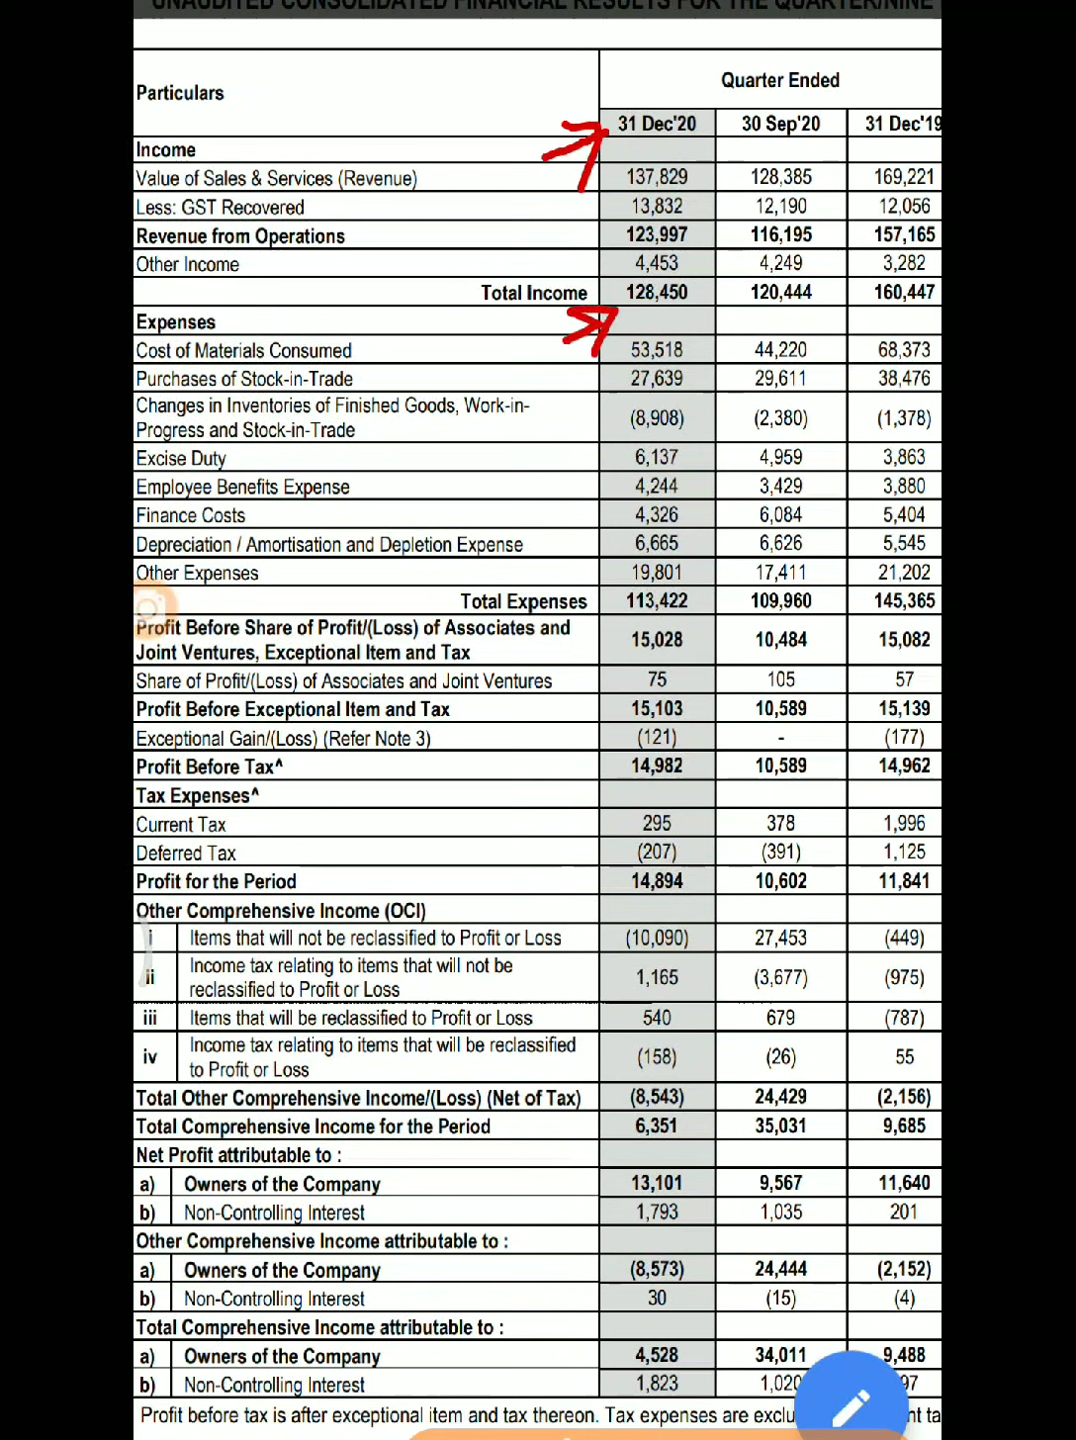 UNAUDITED CONSOLIDATED FINANCIAL RESULTS FOR THE QUARTER/NINE
Particulars
Quarter Ended
31 Dec'20 30 Sep'20 31 Dec'19
Income
Value of Sales & Services (Revenue) 137,829 128,385 169,221
Less: GST Recovered 13,832 12,190 12,056
Revenue from Operations 123,997 116,195 157,165
Other Income 4,453 4,249 3,282
Total Income 128,450 120,444 160,447
Expenses
Cost of Materials Consumed 53,518 44,220 68,373
Purchases of Stock-in-Trade 27,639 29,611 38,476
Changes in Inventories of Finished Goods, Work-in-
Progress and Stock-in-Trade (8,908) (2,380) (1,378)
Excise Duty 6,137 4,959 3,863
Employee Benefits Expense 4,244 3,429 3,880
Finance Costs 4,326 6,084 5,404
Depreciation / Amortisation and Depletion Expense 6,665 6,626 5,545
Other Expenses 19,801 17,411 21,202
Total Expenses 113,422 109,960 145,365
Profit Before Share of Profit/(Loss) of Associates and
Joint Ventures, Exceptional Item and Tax 15,028 10,484 15,082
Share of Profit/(Loss) of Associates and Joint Ventures 75 105 57
Profit Before Exceptional Item and Tax 15,103 10,589 15,139
Exceptional Gain/(Loss) (Refer Note 3) (121) - (177)
Profit Before Tax^ 14,982 10,589 14,962
Tax Expenses^
Current Tax 295 378 1,996
Deferred Tax (207) (391) 1,125
Profit for the Period 14,894 10,602 11,841
Other Comprehensive Income (OCI)
i Items that will not be reclassified to Profit or Loss (10,090) 27,453 (449)
ii Income tax relating to items that will not be
reclassified to Profit or Loss 1,165 (3,677) (975)
iii Items that will be reclassified to Profit or Loss 540 679 (787)
iv Income tax relating to items that will be reclassified
to Profit or Loss (158) (26) 55
Total Other Comprehensive Income/(Loss) (Net of Tax) (8,543) 24,429 (2,156)
Total Comprehensive Income for the Period 6,351 35,031 9,685
Net Profit attributable to :
a) Owners of the Company 13,101 9,567 11,640
b) Non-Controlling Interest 1,793 1,035 201
Other Comprehensive Income attributable to :
a) Owners of the Company (8,573) 24,444 (2,152)
b) Non-Controlling Interest 30 (15) (4)
Total Comprehensive Income attributable to :
a) Owners of the Company 4,528 34,011 9,488
b) Non-Controlling Interest 1,823 1,020 97
Profit before tax is after exceptional item and tax thereon. Tax expenses are